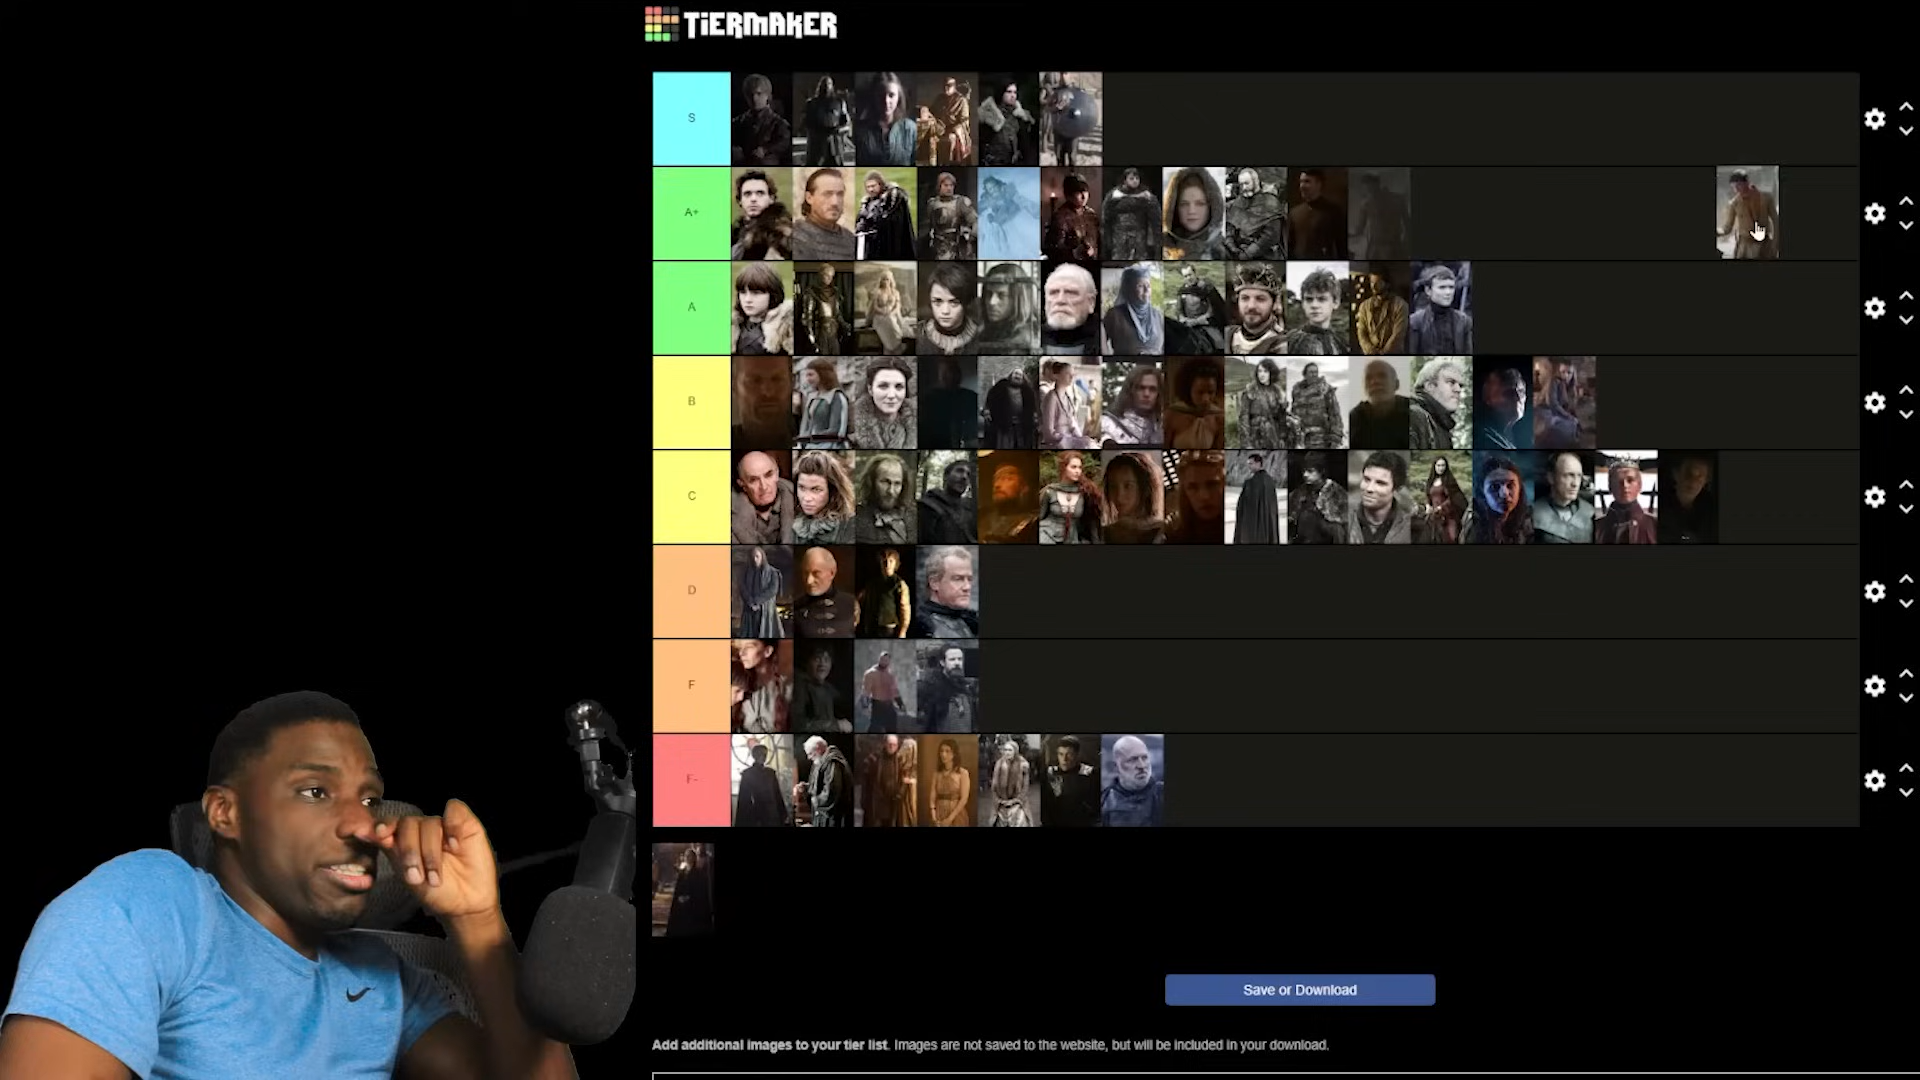 TiERMAKER
S
A+
A
B
C
D
F
F-
Save or Download
Add additional images to your tier list. Images are not saved to the website, but will be included in your download.